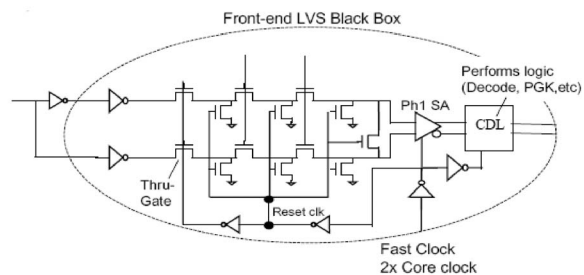 Front-end LVS Black Box
Performs logic
(Decode, PGK,etc)
Ph1 SA
CDL
Thru-
Gate
Reset clk
Fast Clock
2x Core clock